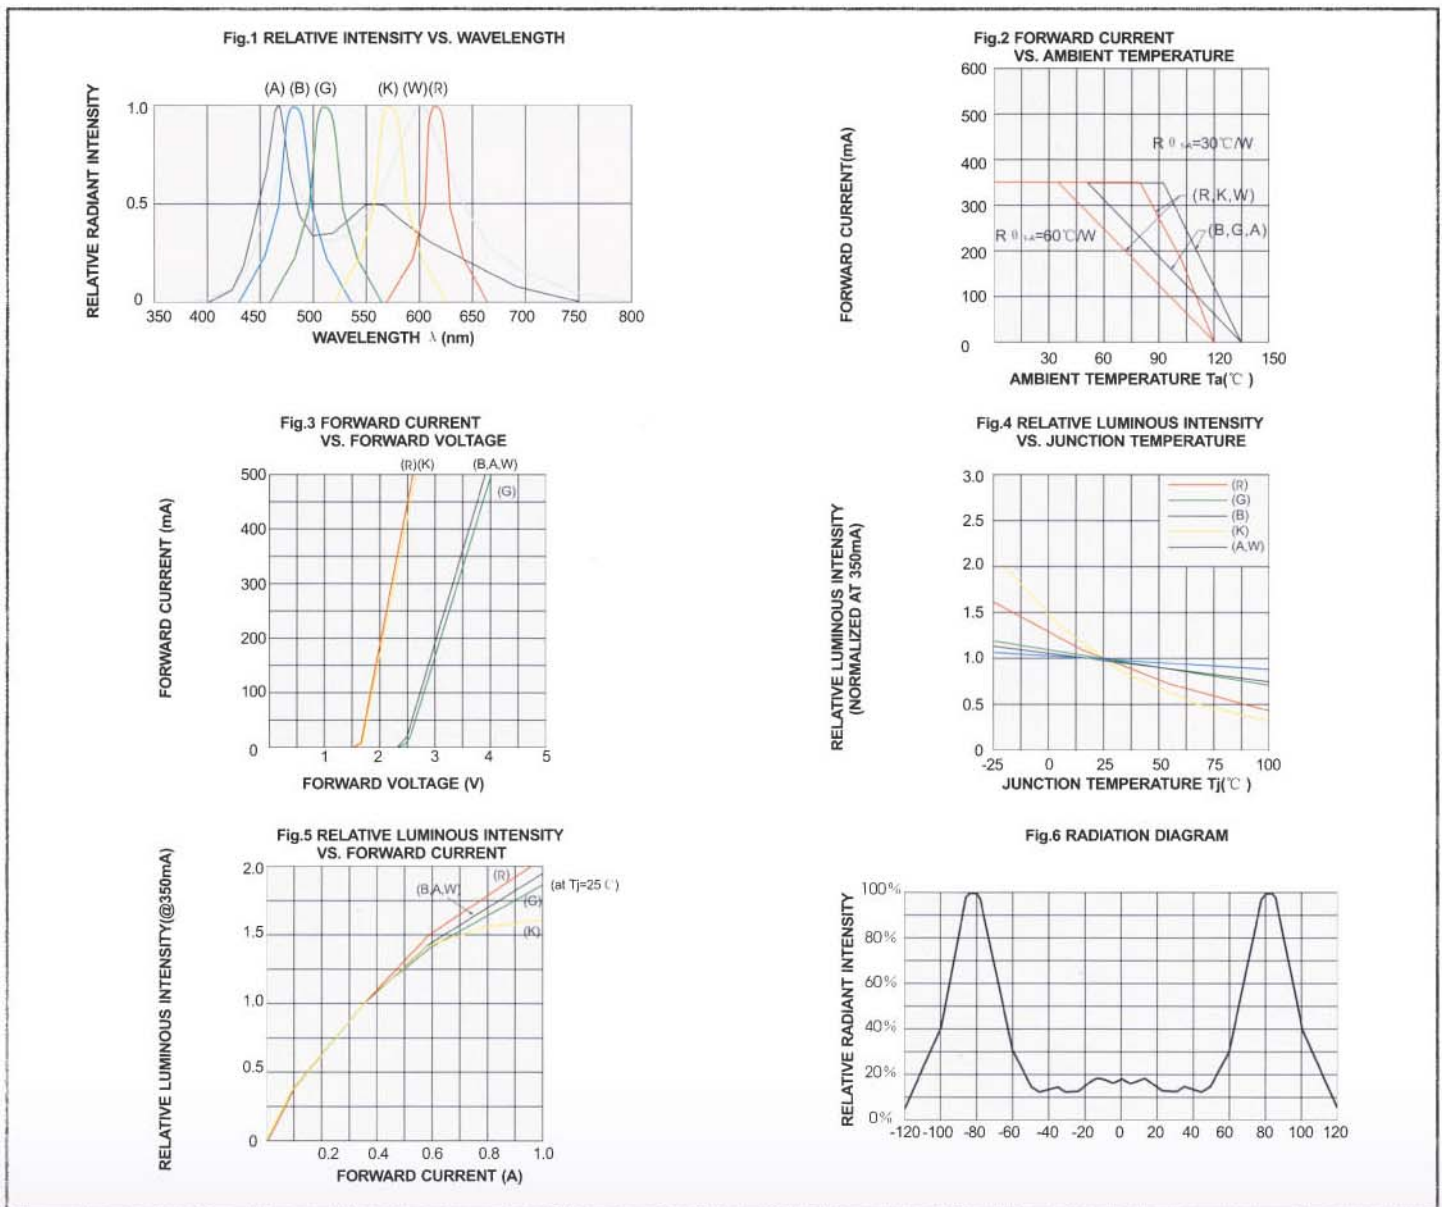 Fig.1 RELATIVE INTENSITY VS. WAVELENGTH
RELATIVE RADIANT INTENSITY
(A) (B) (G) (K) (W) (R)
1.0
0.5
0
350 400 450 500 550 600 650 700 750 800
WAVELENGTH λ (nm)
Fig.2 FORWARD CURRENT
VS. AMBIENT TEMPERATURE
FORWARD CURRENT(mA)
600
500
400
300
200
100
0
R θ J-A=30℃/W
(R,K,W)
(B,G,A)
R θ J-A=60℃/W
30 60 90 120 150
AMBIENT TEMPERATURE Ta(℃ )
Fig.3 FORWARD CURRENT
VS. FORWARD VOLTAGE
FORWARD CURRENT (mA)
(R)(K) (B,A,W)
(G)
500
400
300
200
100
0
1 2 3 4 5
FORWARD VOLTAGE (V)
Fig.4 RELATIVE LUMINOUS INTENSITY
VS. JUNCTION TEMPERATURE
RELATIVE LUMINOUS INTENSITY
(NORMALIZED AT 350mA)
3.0
2.5
2.0
1.5
1.0
0.5
0
(R)
(G)
(B)
(K)
(A,W)
-25 0 25 50 75 100
JUNCTION TEMPERATURE Tj(℃ )
Fig.5 RELATIVE LUMINOUS INTENSITY
VS. FORWARD CURRENT
RELATIVE LUMINOUS INTENSITY(@350mA)
2.0
1.5
1.0
0.5
0
(R)
(B,A,W)
(at Tj=25 C)
(G)
(K)
0.2 0.4 0.6 0.8 1.0
FORWARD CURRENT (A)
Fig.6 RADIATION DIAGRAM
RELATIVE RADIANT INTENSITY
100%
80%
60%
40%
20%
0%
-120 -100 -80 -60 -40 -20 0 20 40 60 80 100 120